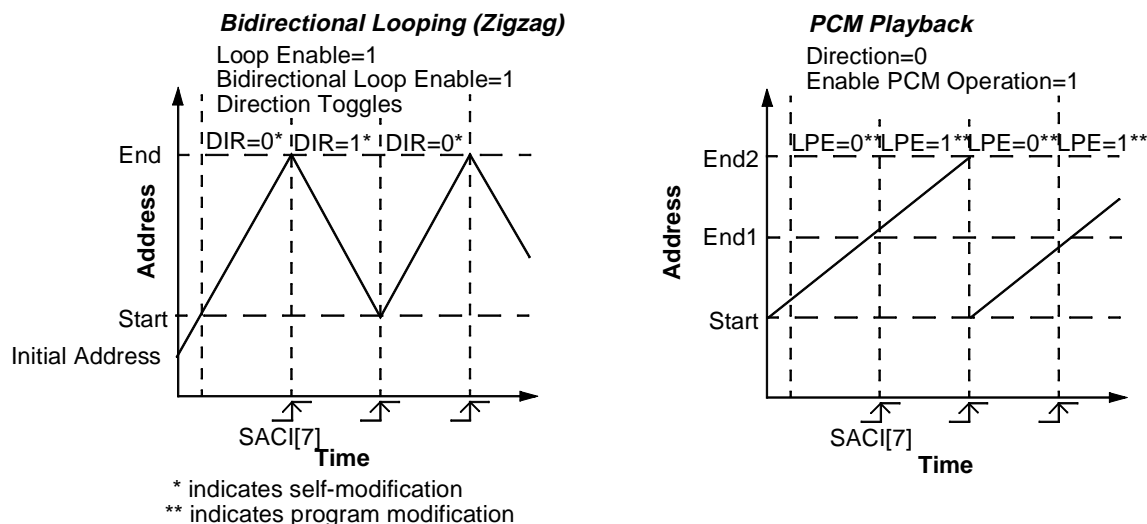 Bidirectional Looping (Zigzag)
Loop Enable=1
Bidirectional Loop Enable=1
Direction Toggles
DIR=0* DIR=1* DIR=0*
End
Address
Start
Initial Address
SACI[7]
Time
* indicates self-modification
** indicates program modification
PCM Playback
Direction=0
Enable PCM Operation=1
LPE=0** LPE=1** LPE=0** LPE=1**
End2
Address
End1
Start
SACI[7]
Time